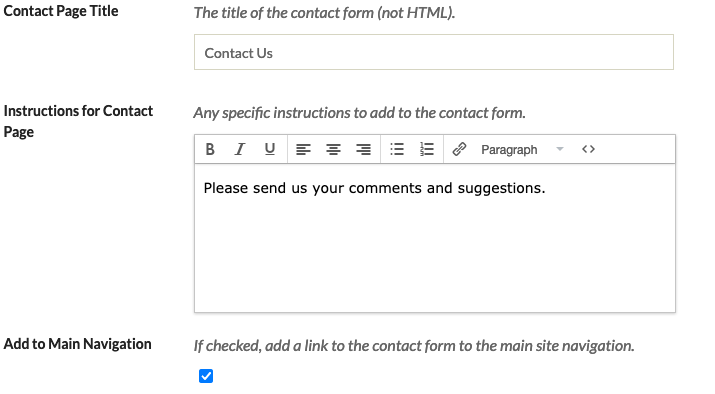 Contact Page Title
The title of the contact form (not HTML).
Contact Us
Instructions for Contact
Page
Any specific instructions to add to the contact form.
B I U Paragraph <>
Please send us your comments and suggestions.
Add to Main Navigation
If checked, add a link to the contact form to the main site navigation.